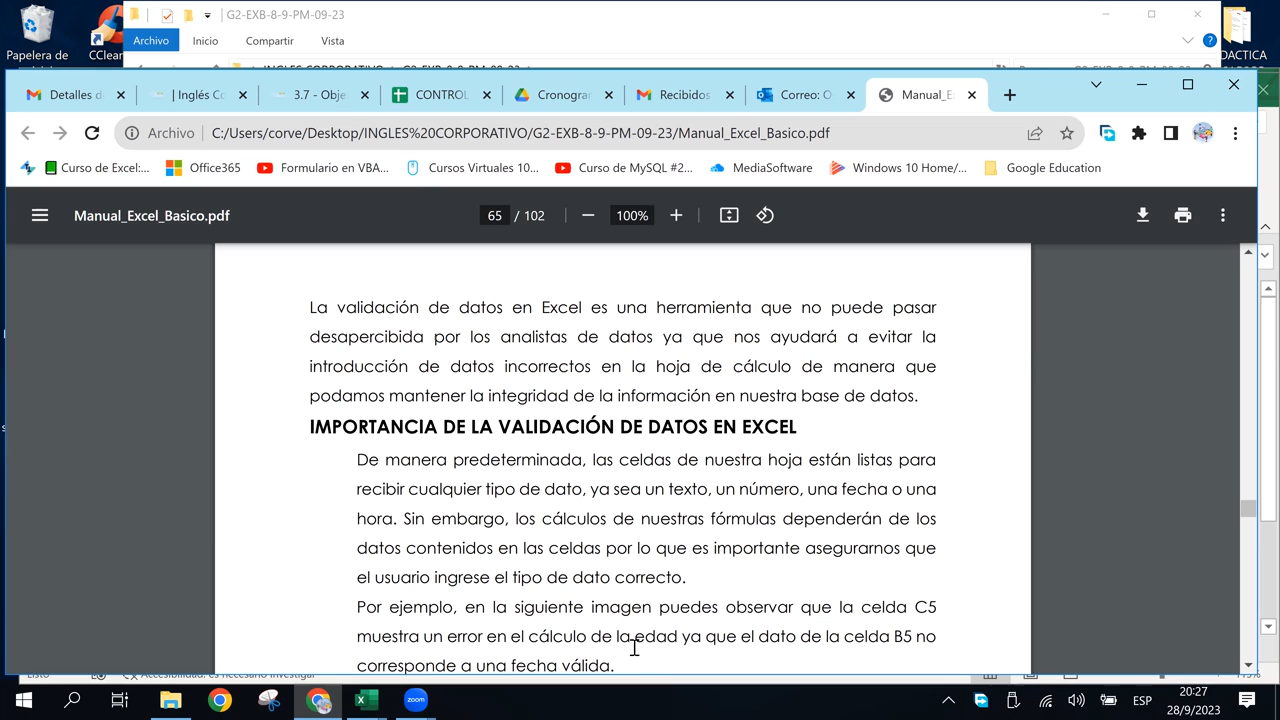 G2-EXB-8-9-PM-09-23
Papelera de
CClean
DACTICA
Archivo Inicio Compartir Vista
Detalles d | Inglés Co 3.7 - Obje CONTROL Cronogra Recibidos Correo: O Manual_Ex
Archivo C:/Users/corve/Desktop/INGLES%20CORPORATIVO/G2-EXB-8-9-PM-09-23/Manual_Excel_Basico.pdf
Curso de Excel:... Office365 Formulario en VBA... Cursos Virtuales 10... Curso de MySQL #2... MediaSoftware Windows 10 Home/... Google Education
Manual_Excel_Basico.pdf 65 / 102 100%
La validación de datos en Excel es una herramienta que no puede pasar
desapercibida por los analistas de datos ya que nos ayudará a evitar la
introducción de datos incorrectos en la hoja de cálculo de manera que
podamos mantener la integridad de la información en nuestra base de datos.
IMPORTANCIA DE LA VALIDACIÓN DE DATOS EN EXCEL
De manera predeterminada, las celdas de nuestra hoja están listas para
recibir cualquier tipo de dato, ya sea un texto, un número, una fecha o una
hora. Sin embargo, los cálculos de nuestras fórmulas dependerán de los
datos contenidos en las celdas por lo que es importante asegurarnos que
el usuario ingrese el tipo de dato correcto.
Por ejemplo, en la siguiente imagen puedes observar que la celda C5
muestra un error en el cálculo de la edad ya que el dato de la celda B5 no
corresponde a una fecha válida.
zoom
ESP
20:27
28/9/2023